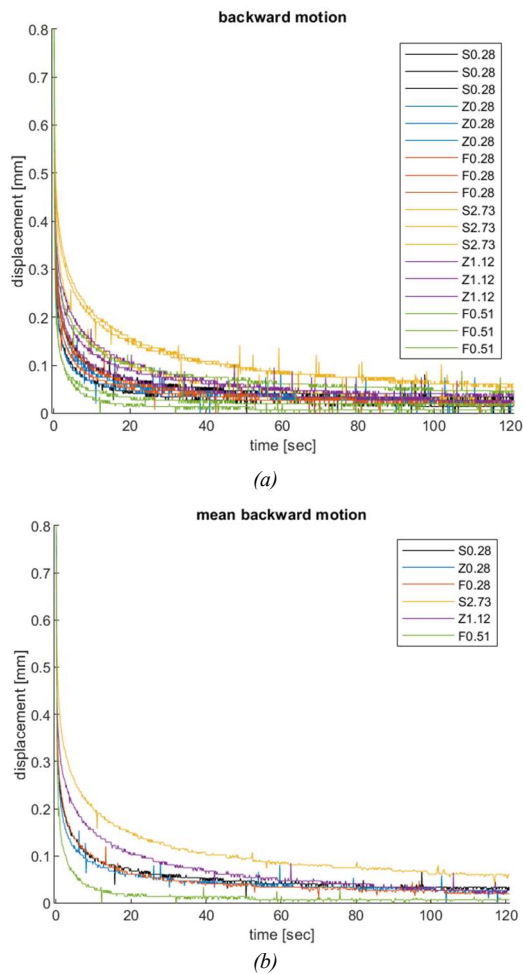 backward motion
0.8
0.7
0.6
0.5
0.4
0.3
0.2
0.1
0
displacement [mm]
S0.28
S0.28
S0.28
Z0.28
Z0.28
Z0.28
F0.28
F0.28
F0.28
S2.73
S2.73
S2.73
Z1.12
Z1.12
Z1.12
F0.51
F0.51
F0.51
0 20 40 60 80 100 120
time [sec]
(a)
mean backward motion
0.8
0.7
0.6
0.5
0.4
0.3
0.2
0.1
0
displacement [mm]
S0.28
Z0.28
F0.28
S2.73
Z1.12
F0.51
0 20 40 60 80 100 120
time [sec]
(b)